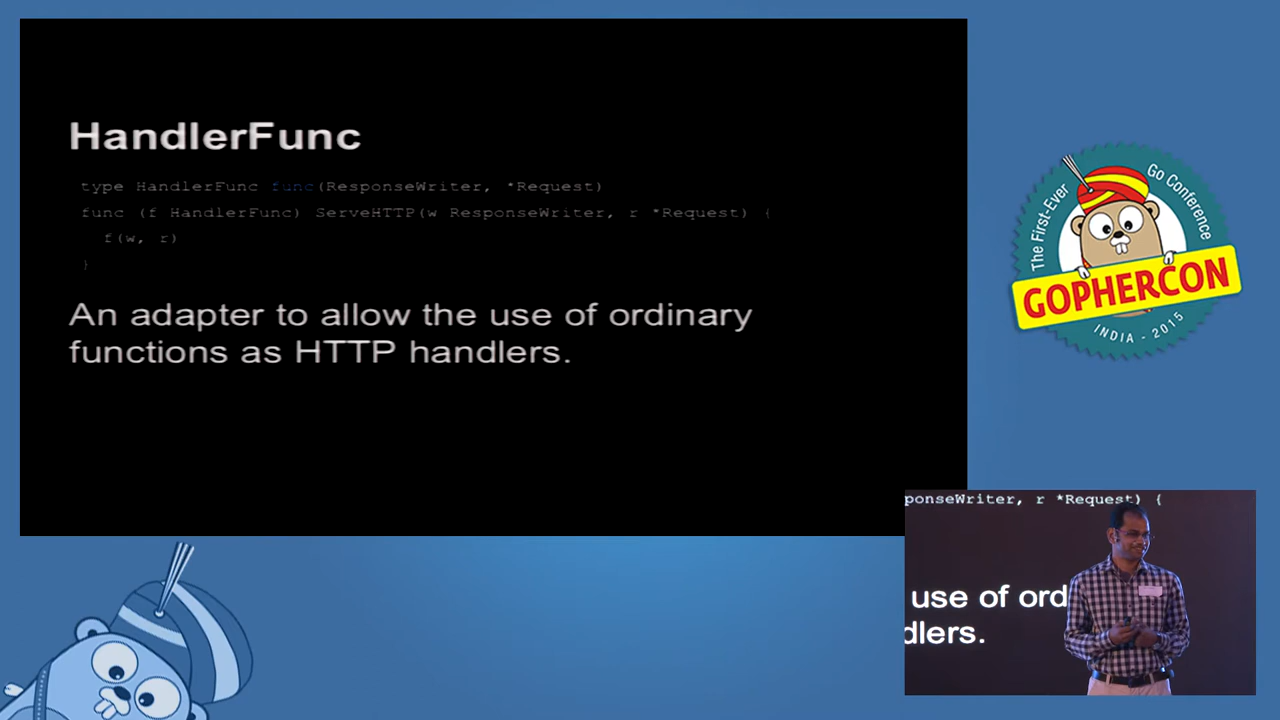 HandlerFunc
type HandlerFunc func(ResponseWriter, *Request)
func (f HandlerFunc) ServeHTTP(w ResponseWriter, r *Request) {
f(w, r)
}
An adapter to allow the use of ordinary
functions as HTTP handlers.
The First-Ever Go Conference
GOPHERCON
INDIA - 2015
ponseWriter, r *Request) {
use of ord
dlers.